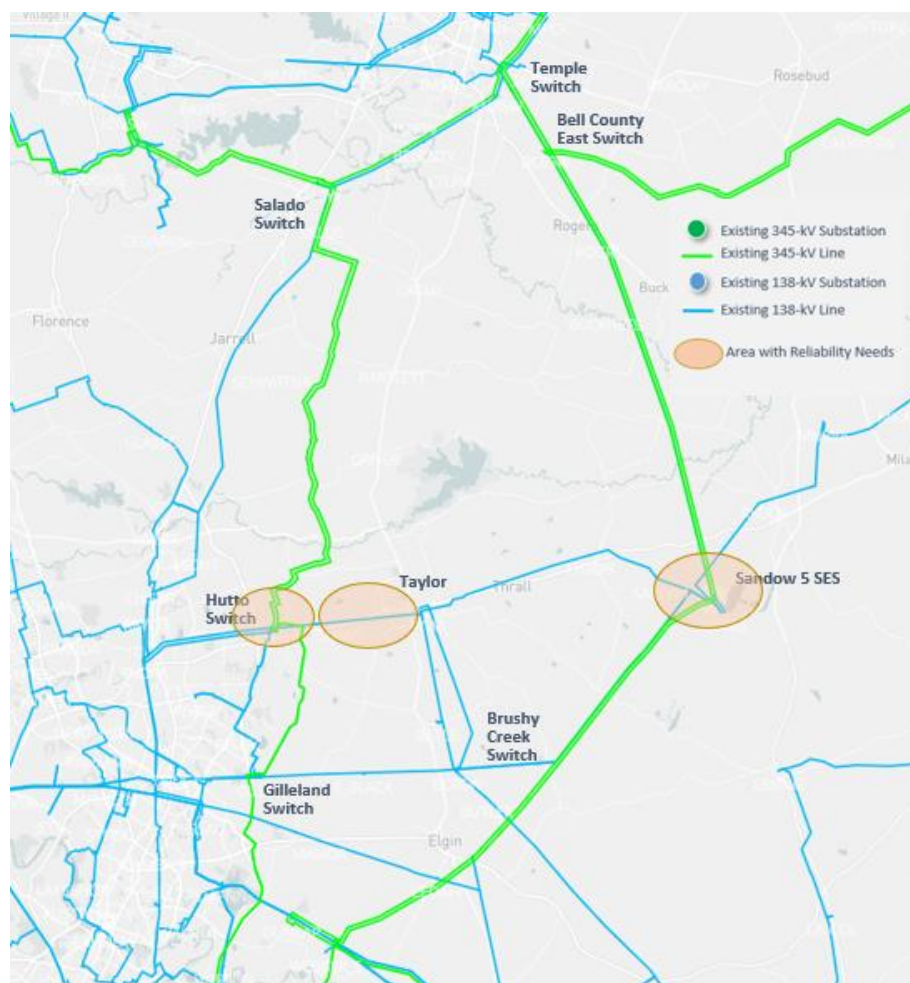 Temple
Switch
Rosebud
Bell County
East Switch
Salado
Switch
Existing 345-kV Substation
Existing 345-kV Line
Existing 138-kV Substation
Existing 138-kV Line
Area with Reliability Needs
Buck
Florence
Jarrell
Taylor
Thrall
Sandow 5 SES
Hutto
Switch
Brushy
Creek
Switch
Gilleland
Switch
Elgin